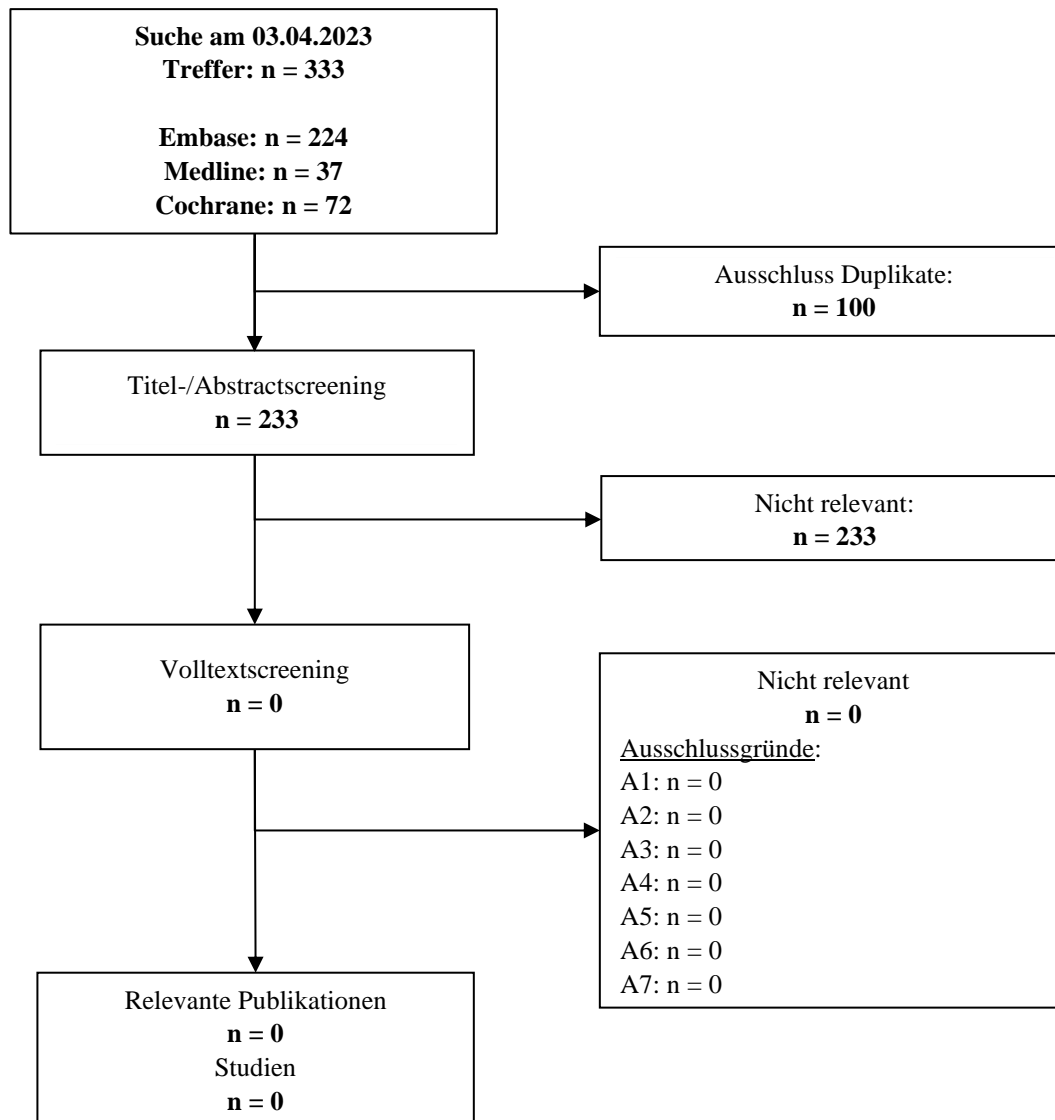 Suche am 03.04.2023
Treffer: n = 333
Embase: n = 224
Medline: n = 37
Cochrane: n = 72
Ausschluss Duplikate:
n = 100
Titel-/Abstractscreening
n = 233
Nicht relevant:
n = 233
Volltextscreening
n = 0
Nicht relevant
n = 0
Ausschlussgründe:
A1: n = 0
A2: n = 0
A3: n = 0
A4: n = 0
A5: n = 0
A6: n = 0
A7: n = 0
Relevante Publikationen
n = 0
Studien
n = 0